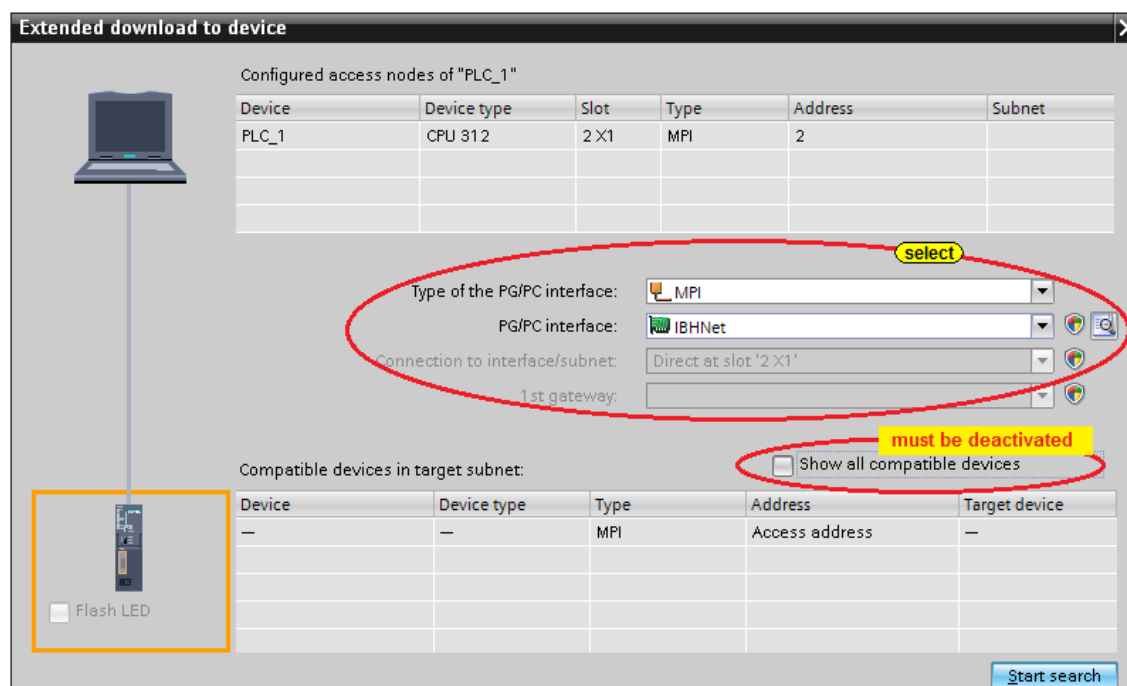 Extended download to device
Configured access nodes of "PLC_1"
Device Device type Slot Type Address Subnet
PLC_1 CPU 312 2 X1 MPI 2
select
Type of the PG/PC interface: MPI
PG/PC interface: IBHNet
Connection to interface/subnet: Direct at slot '2 X1'
1st gateway:
must be deactivated
Compatible devices in target subnet: Show all compatible devices
Device Device type Type Address Target device
— — MPI Access address —
Flash LED
Start search